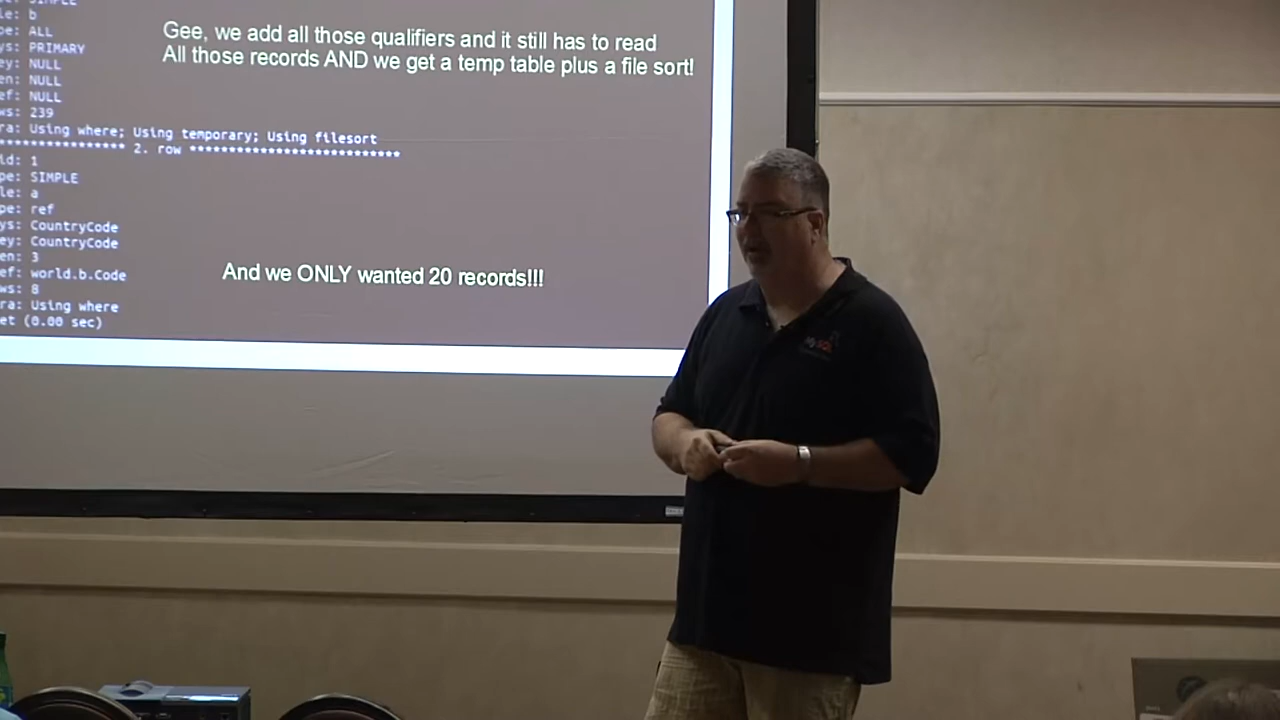 le: b
pe: ALL
ys: PRIMARY
ey: NULL
en: NULL
ef: NULL
ws: 239
ra: Using where; Using temporary; Using filesort
**************** 2. row ***************************
id: 1
pe: SIMPLE
le: a
pe: ref
ys: CountryCode
ey: CountryCode
en: 3
ef: world.b.Code
ws: 8
ra: Using where
et (0.00 sec)
Gee, we add all those qualifiers and it still has to read
All those records AND we get a temp table plus a file sort!
And we ONLY wanted 20 records!!!
MySQL